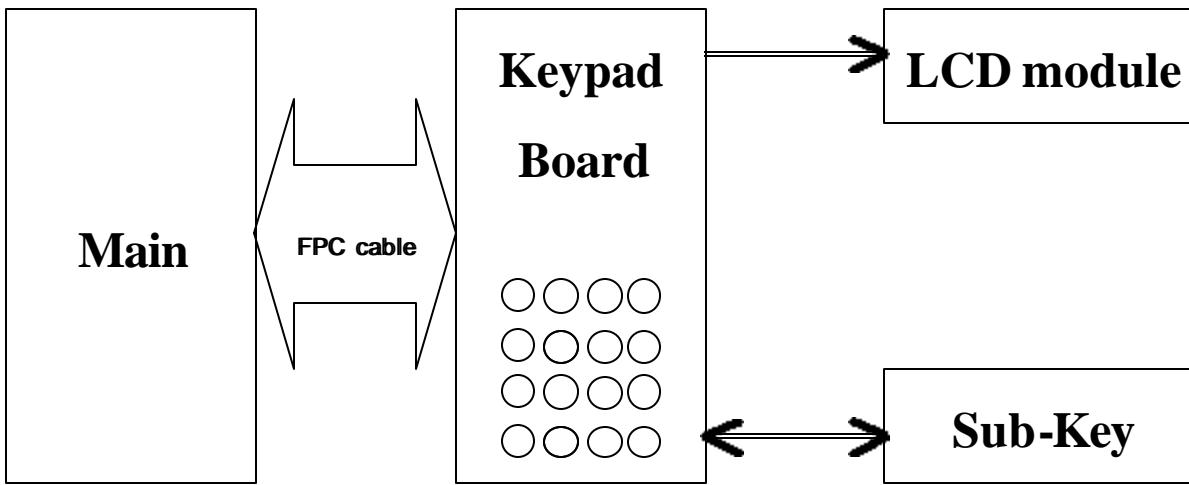 Main
FPC cable
Keypad
Board
LCD module
Sub-Key